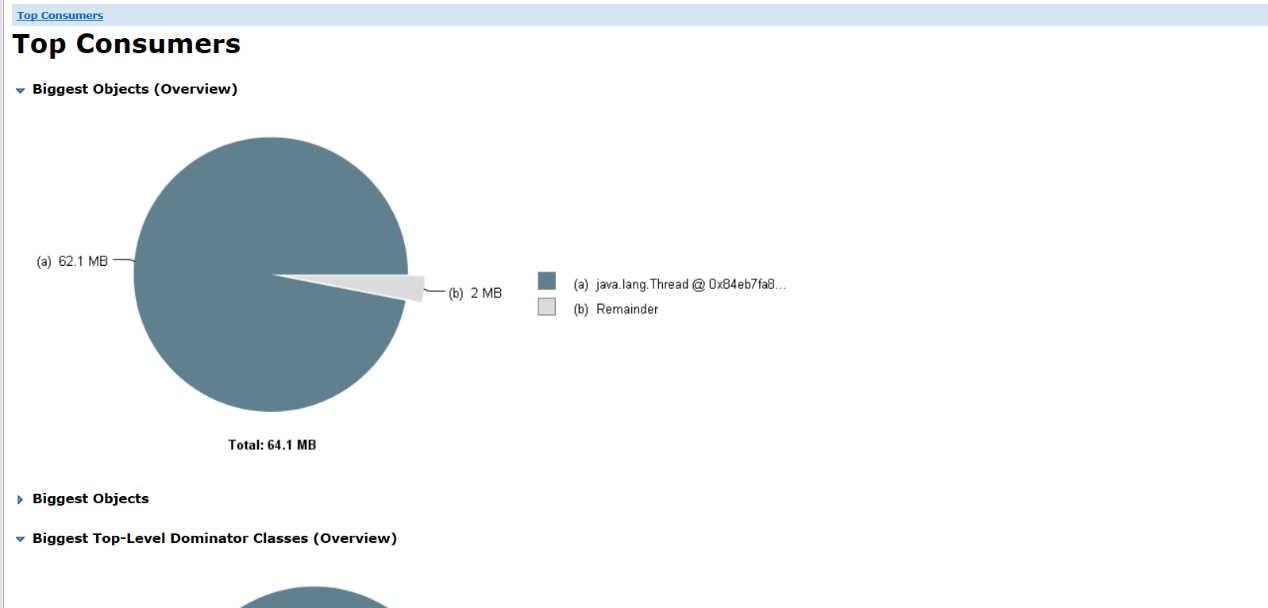 Top Consumers
Top Consumers
Biggest Objects (Overview)
(a) 62.1 MB
(b) 2 MB
(a) java.lang.Thread @ 0x84eb7fa8...
(b) Remainder
Total: 64.1 MB
Biggest Objects
Biggest Top-Level Dominator Classes (Overview)